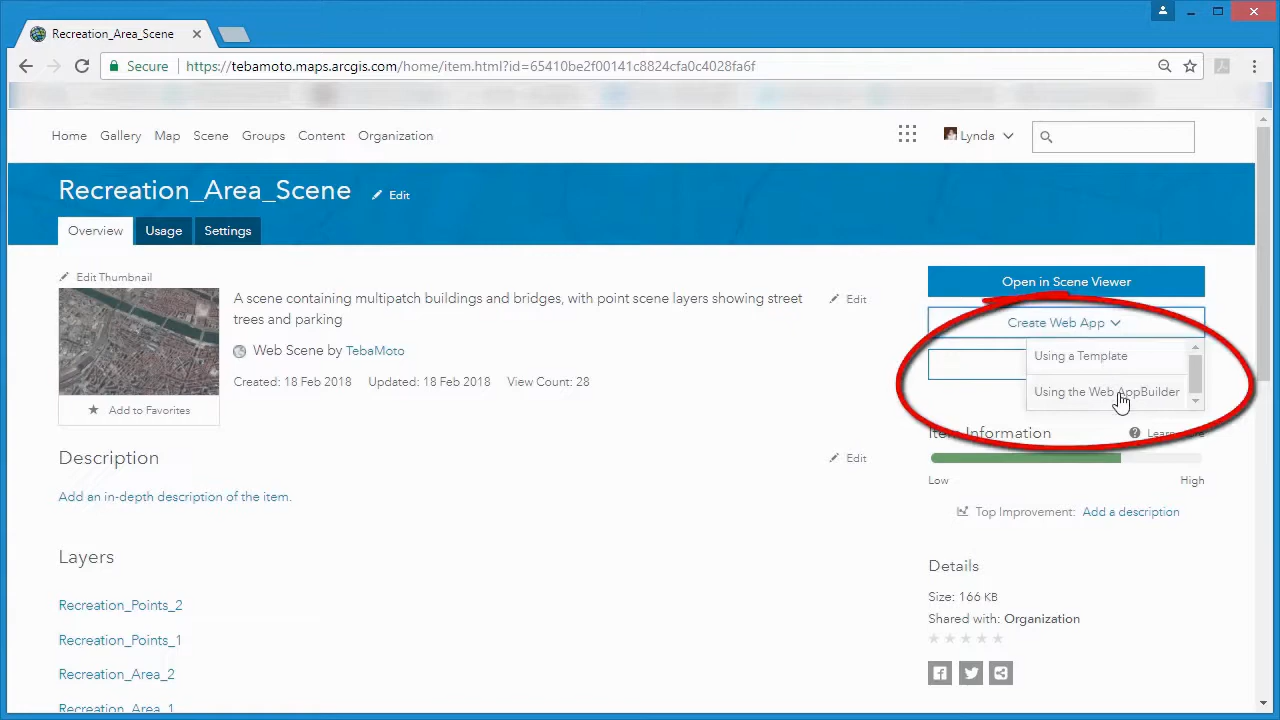 Recreation_Area_Scene
Secure https://tebamoto.maps.arcgis.com/home/item.html?id=65410be2f00141c8824cfa0c4028fa6f
Home Gallery Map Scene Groups Content Organization Lynda
Recreation_Area_Scene Edit
Overview Usage Settings
Edit Thumbnail
Open in Scene Viewer
A scene containing multipatch buildings and bridges, with point scene layers showing street
trees and parking
Edit
Create Web App
Web Scene by TebaMoto
Using a Template
Created: 18 Feb 2018 Updated: 18 Feb 2018 View Count: 28
Using the Web AppBuilder
Add to Favorites
Item Information
Description Edit
Low High
Add an in-depth description of the item.
Top Improvement: Add a description
Layers
Details
Recreation_Points_2
Size: 166 KB
Shared with: Organization
Recreation_Points_1
Recreation_Area_2
Recreation_Area_1